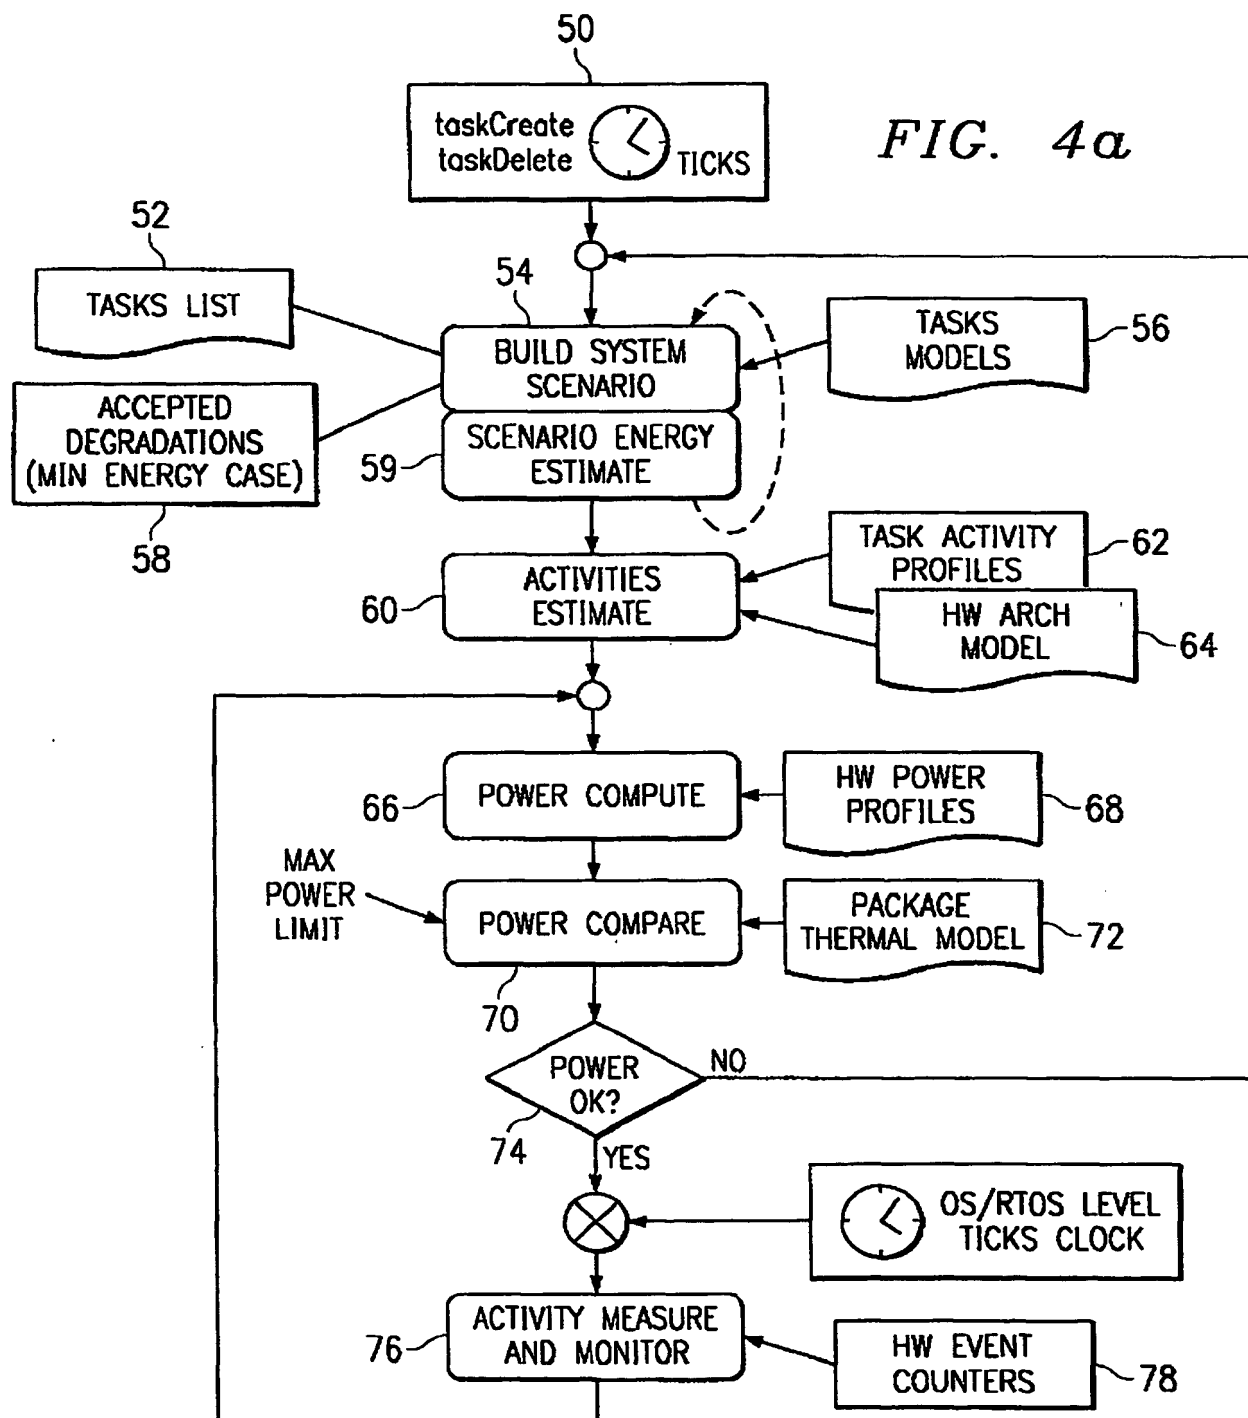 50
taskCreate
taskDelete
TICKS
FIG. 4a
52
TASKS LIST
54
BUILD SYSTEM
SCENARIO
TASKS
MODELS
56
ACCEPTED
DEGRADATIONS
(MIN ENERGY CASE)
58
SCENARIO ENERGY
ESTIMATE
59
ACTIVITIES
ESTIMATE
60
TASK ACTIVITY
PROFILES
62
HW ARCH
MODEL
64
POWER COMPUTE
66
HW POWER
PROFILES
68
MAX
POWER
LIMIT
POWER COMPARE
70
PACKAGE
THERMAL MODEL
72
POWER
OK?
74
NO
YES
OS/RTOS LEVEL
TICKS CLOCK
ACTIVITY MEASURE
AND MONITOR
76
HW EVENT
COUNTERS
78